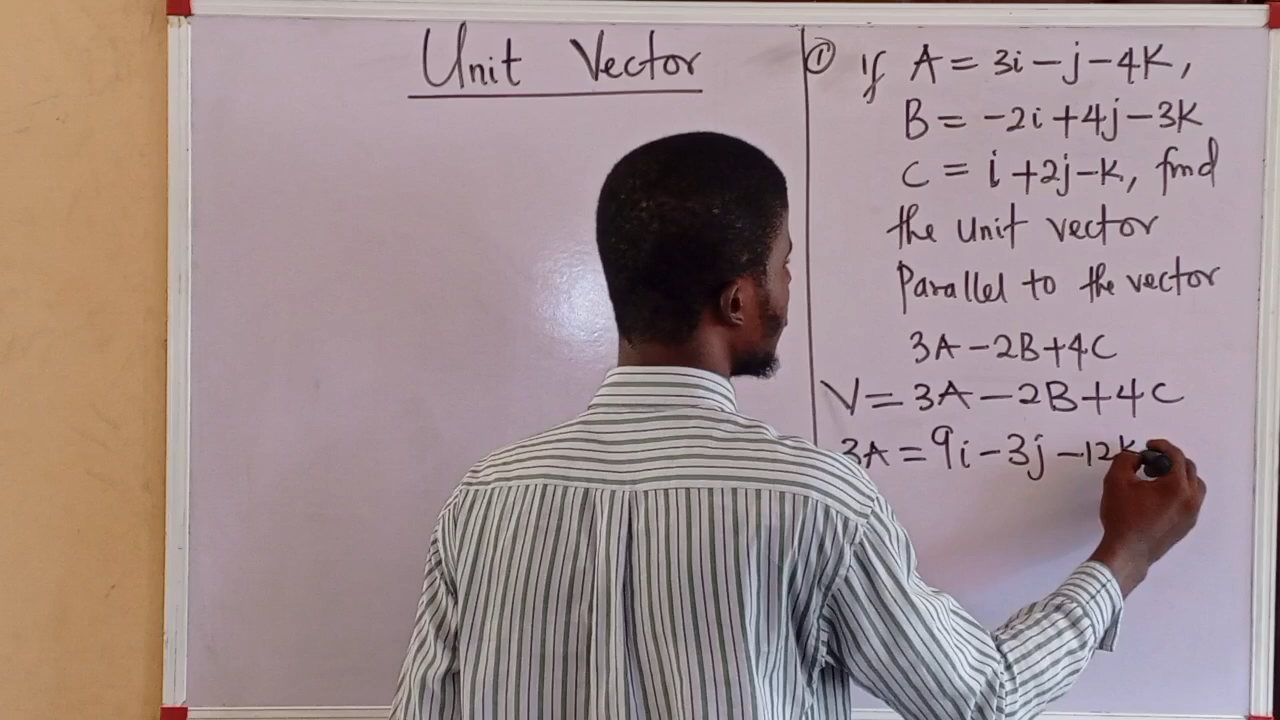 Unit Vector
① If A = 3i - j - 4K,
B = -2i + 4j - 3K
C = i + 2j - K, find
the Unit vector
Parallel to the vector
3A - 2B + 4C
V = 3A - 2B + 4C
3A = 9i - 3j - 12K